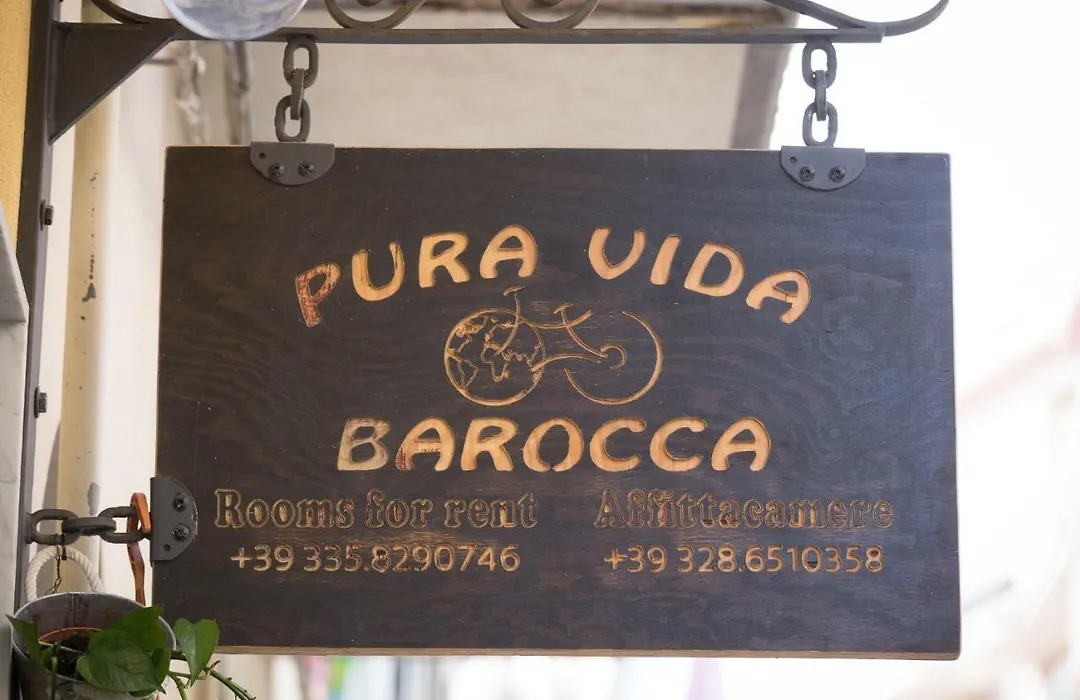 PURA VIDA
BAROCCA
Rooms for rent Affittacamere
+39 335.8290746 +39 328.6510358